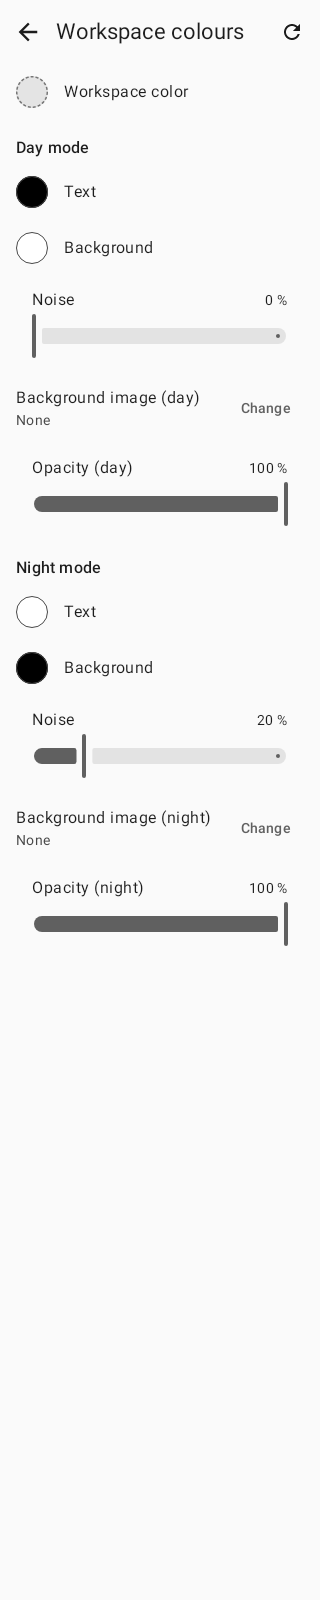 Workspace colours
Workspace color
Day mode
Text
Background
Noise 0 %
Background image (day)
None
Change
Opacity (day) 100 %
Night mode
Text
Background
Noise 20 %
Background image (night)
None
Change
Opacity (night) 100 %